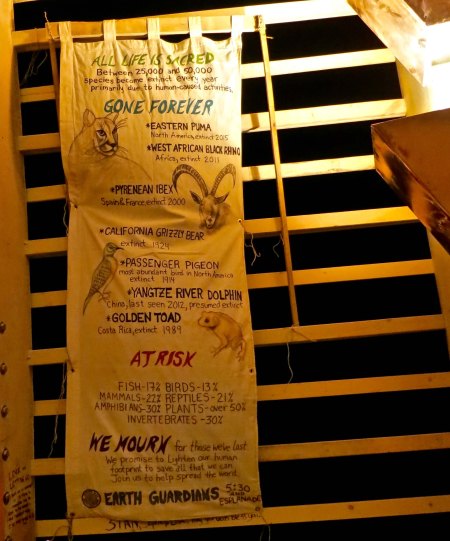 ALL LIFE IS SACRED
Between 25,000 and 50,000
species become extinct every year
primarily due to human-caused activities.
GONE FOREVER
*EASTERN PUMA
North America, extinct 2015
*WEST AFRICAN BLACK RHINO
Africa, extinct 2011
*PYRENEAN IBEX
Spain & France, extinct 2000
*CALIFORNIA GRIZZLY BEAR
extinct 1924
*PASSENGER PIGEON
most abundant bird in North America
extinct 1914
*YANGTZE RIVER DOLPHIN
China, last seen 2012, presumed extinct
*GOLDEN TOAD
Costa Rica, extinct 1989
AT RISK
FISH-17% BIRDS-13%
MAMMALS-22% REPTILES-21%
AMPHIBIANS-30% PLANTS-over 50%
INVERTEBRATES-30%
WE MOURN for those we've lost
We promise to Lighten our human
footprint to save all that we can
Join us to help spread the word.
EARTH GUARDIANS 5:30 AND ESPLANADE